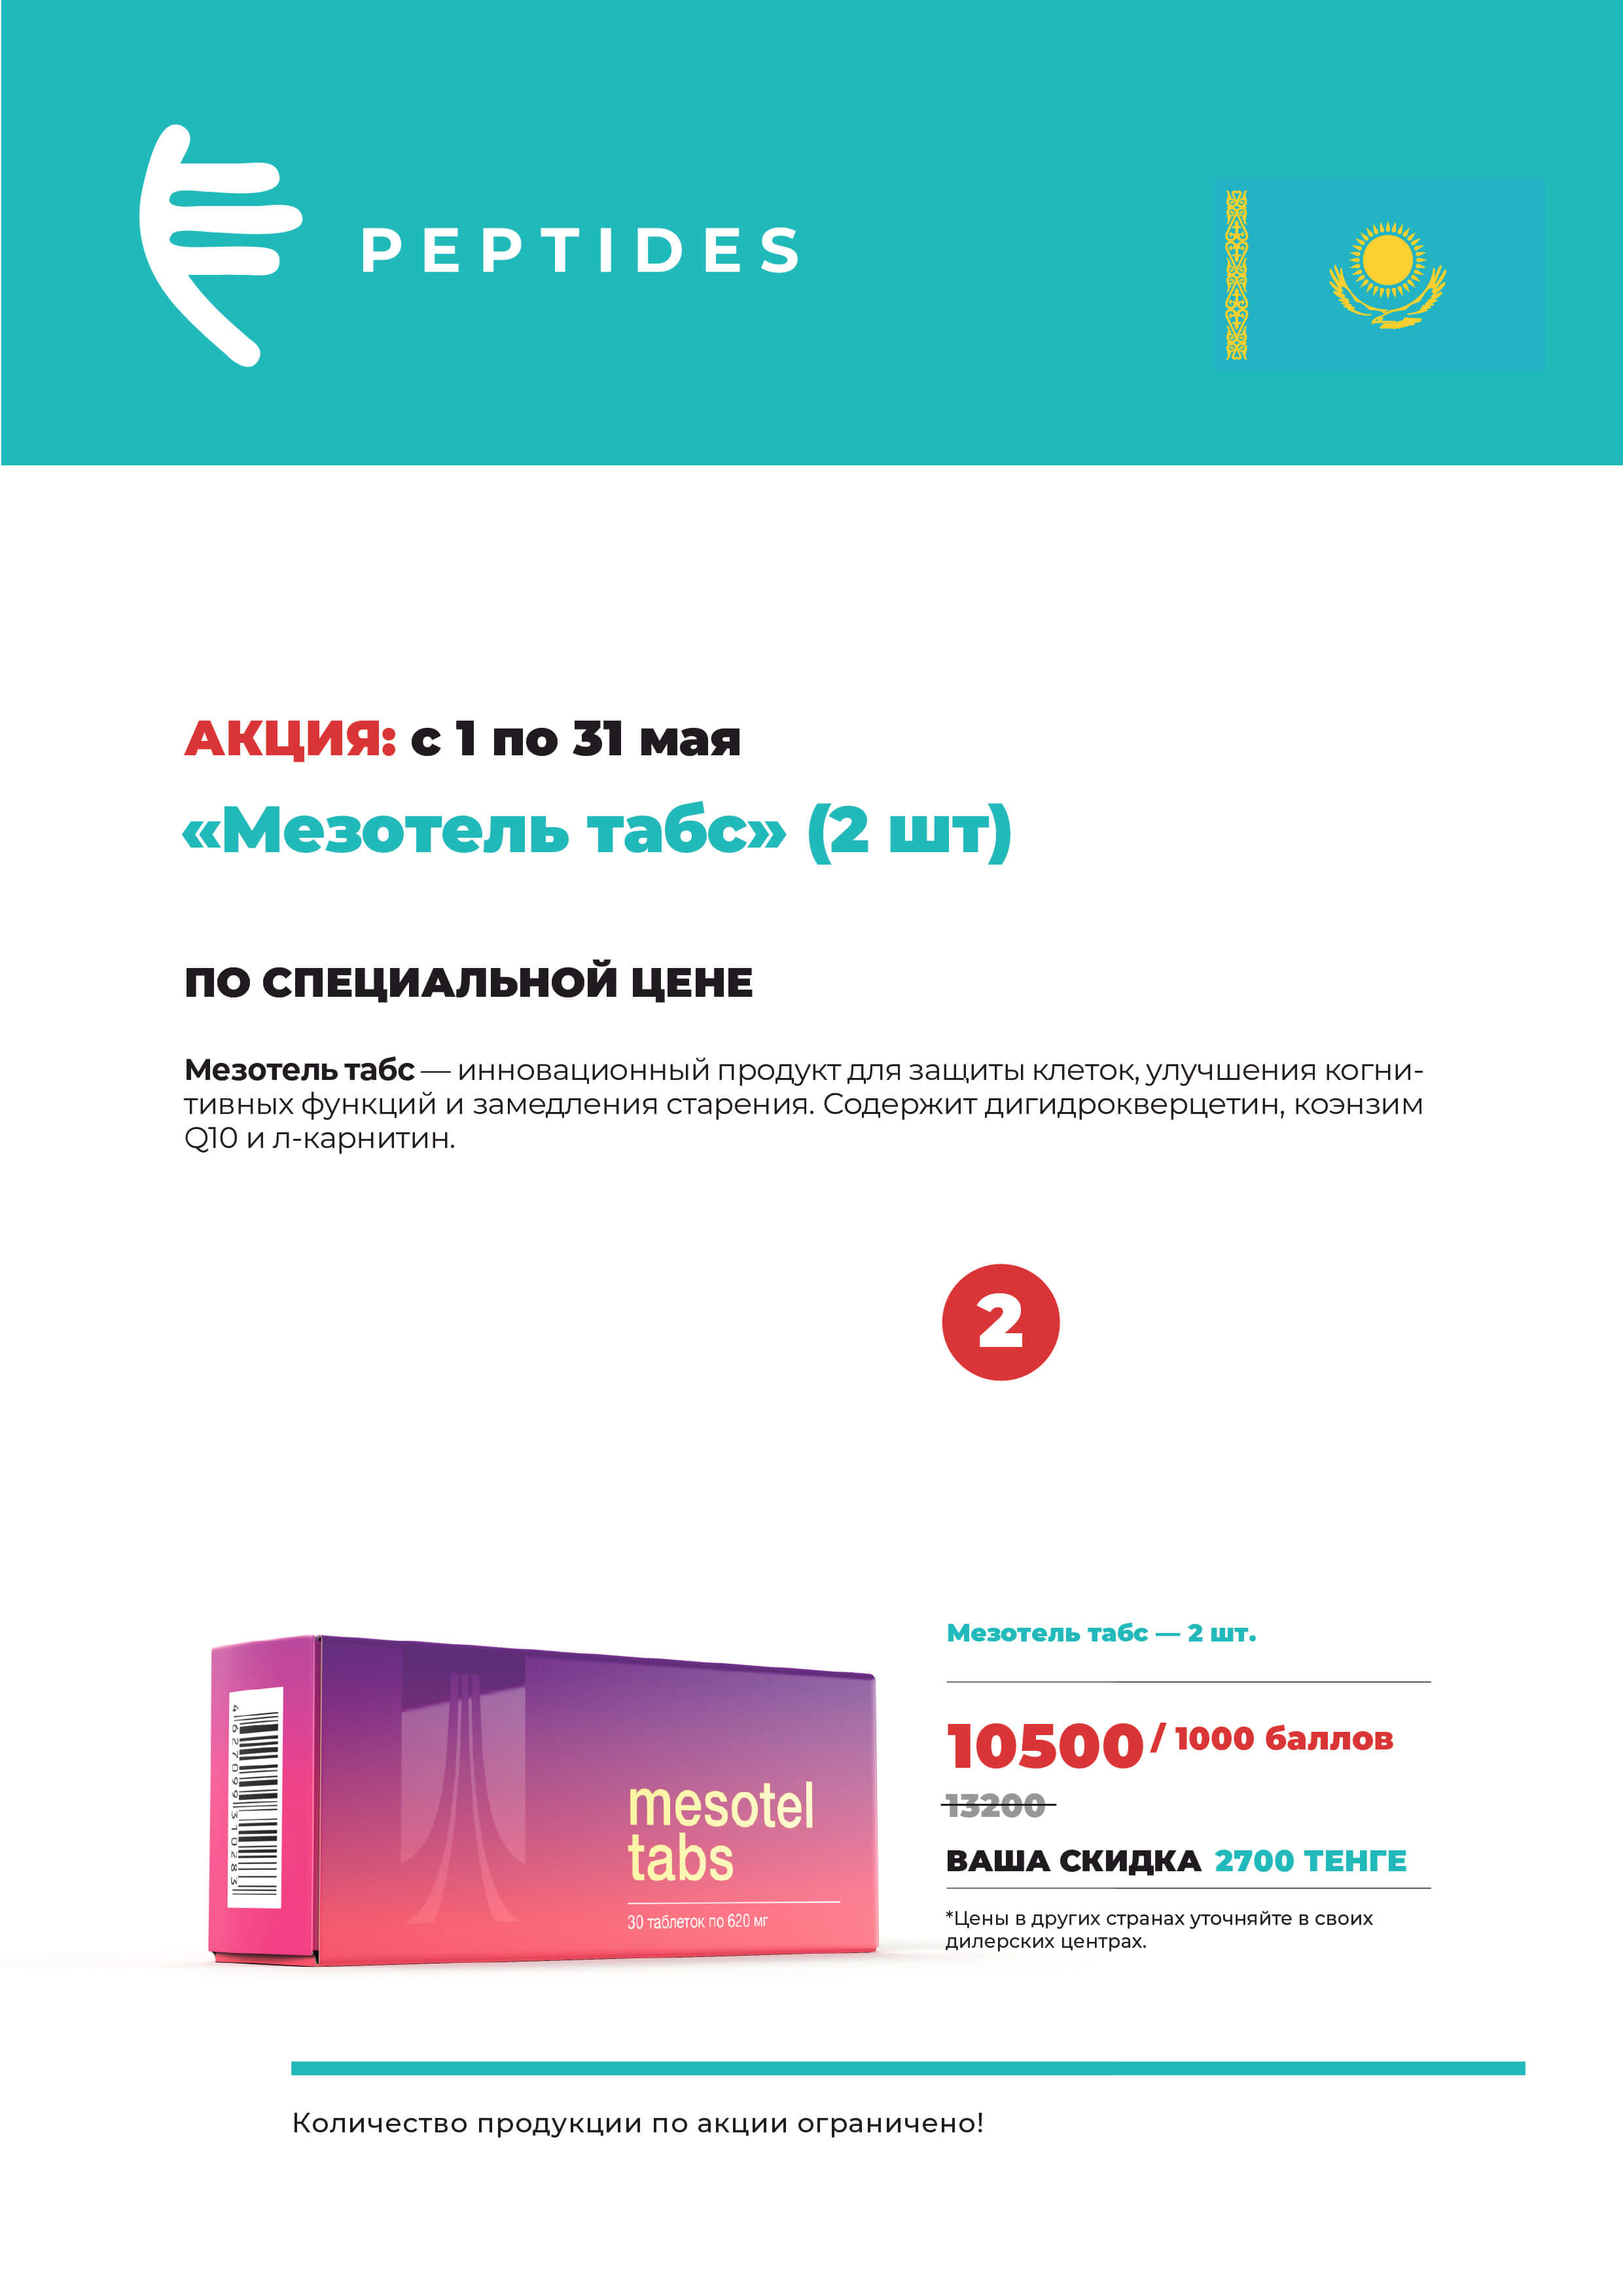 PEPTIDES
АКЦИЯ: с 1 по 31 мая
«Мезотель табс» (2 шт)
ПО СПЕЦИАЛЬНОЙ ЦЕНЕ
Мезотель табс — инновационный продукт для защиты клеток, улучшения когни-
тивных функций и замедления старения. Содержит дигидрокверцетин, коэнзим
Q10 и л-карнитин.
2
Мезотель табс — 2 шт.
10500 / 1000 баллов
13200
ВАША СКИДКА 2700 ТЕНГЕ
*Цены в других странах уточняйте в своих
дилерских центрах.
4627099310283
mesotel
tabs
30 таблеток по 620 мг
Количество продукции по акции ограничено!